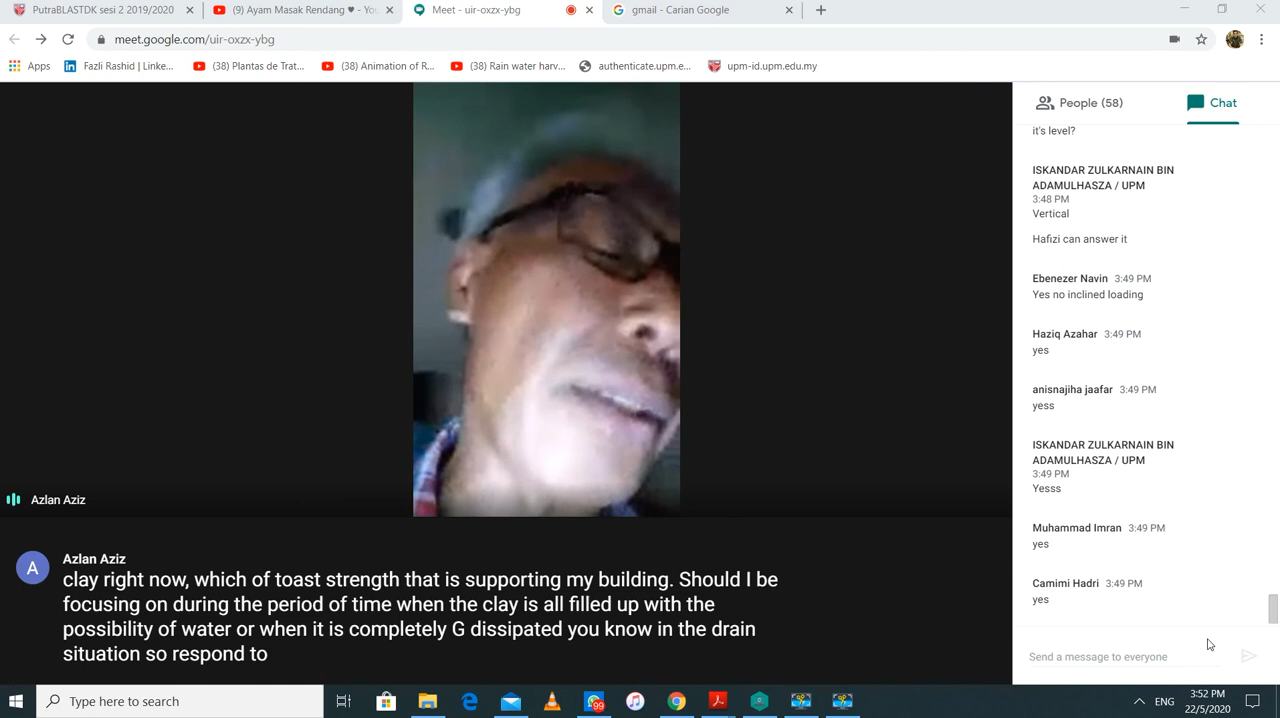 PutraBLASTDK sesi 2 2019/2020
(9) Ayam Masak Rendang ♥ - You
Meet - uir-oxzx-ybg
gmail - Carian Google
meet.google.com/uir-oxzx-ybg
Apps
Fazli Rashid | Linke...
(38) Plantas de Trat...
(38) Animation of R...
(38) Rain water harv...
authenticate.upm.e...
upm-id.upm.edu.my
People (58)
Chat
it's level?
ISKANDAR ZULKARNAIN BIN
ADAMULHASZA / UPM
3:48 PM
Vertical
Hafizi can answer it
Ebenezer Navin 3:49 PM
Yes no inclined loading
Haziq Azahar 3:49 PM
yes
anisnajiha jaafar 3:49 PM
yess
ISKANDAR ZULKARNAIN BIN
ADAMULHASZA / UPM
3:49 PM
Yesss
Muhammad Imran 3:49 PM
yes
Camimi Hadri 3:49 PM
yes
Send a message to everyone
Azlan Aziz
A
Azlan Aziz
clay right now, which of toast strength that is supporting my building. Should I be
focusing on during the period of time when the clay is all filled up with the
possibility of water or when it is completely G dissipated you know in the drain
situation so respond to
Type here to search
99
ENG
3:52 PM
22/5/2020